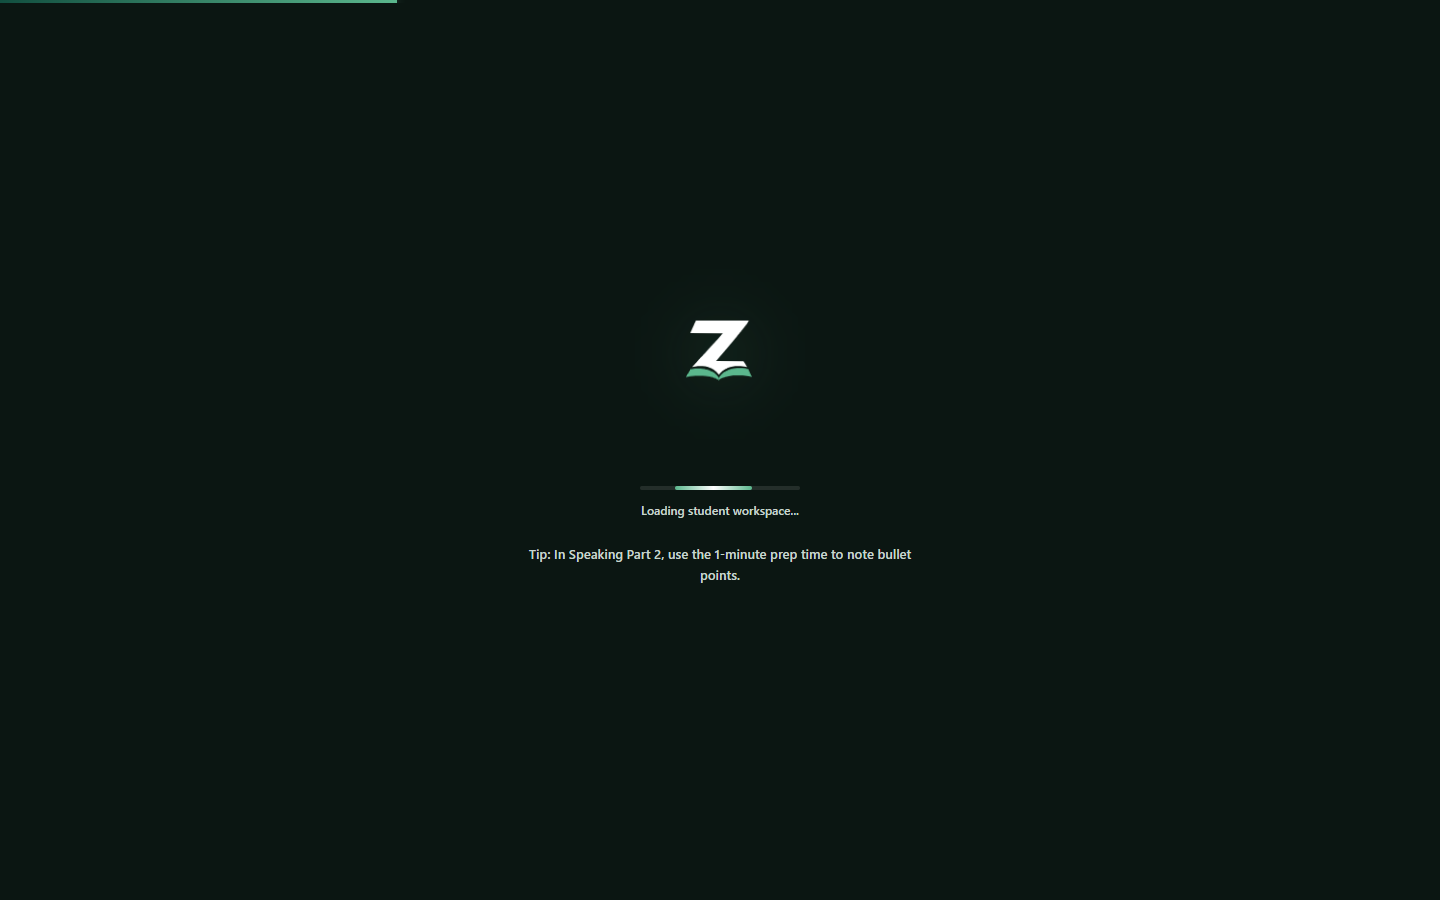 Z
Loading student workspace...
Tip: In Speaking Part 2, use the 1-minute prep time to note bullet
points.